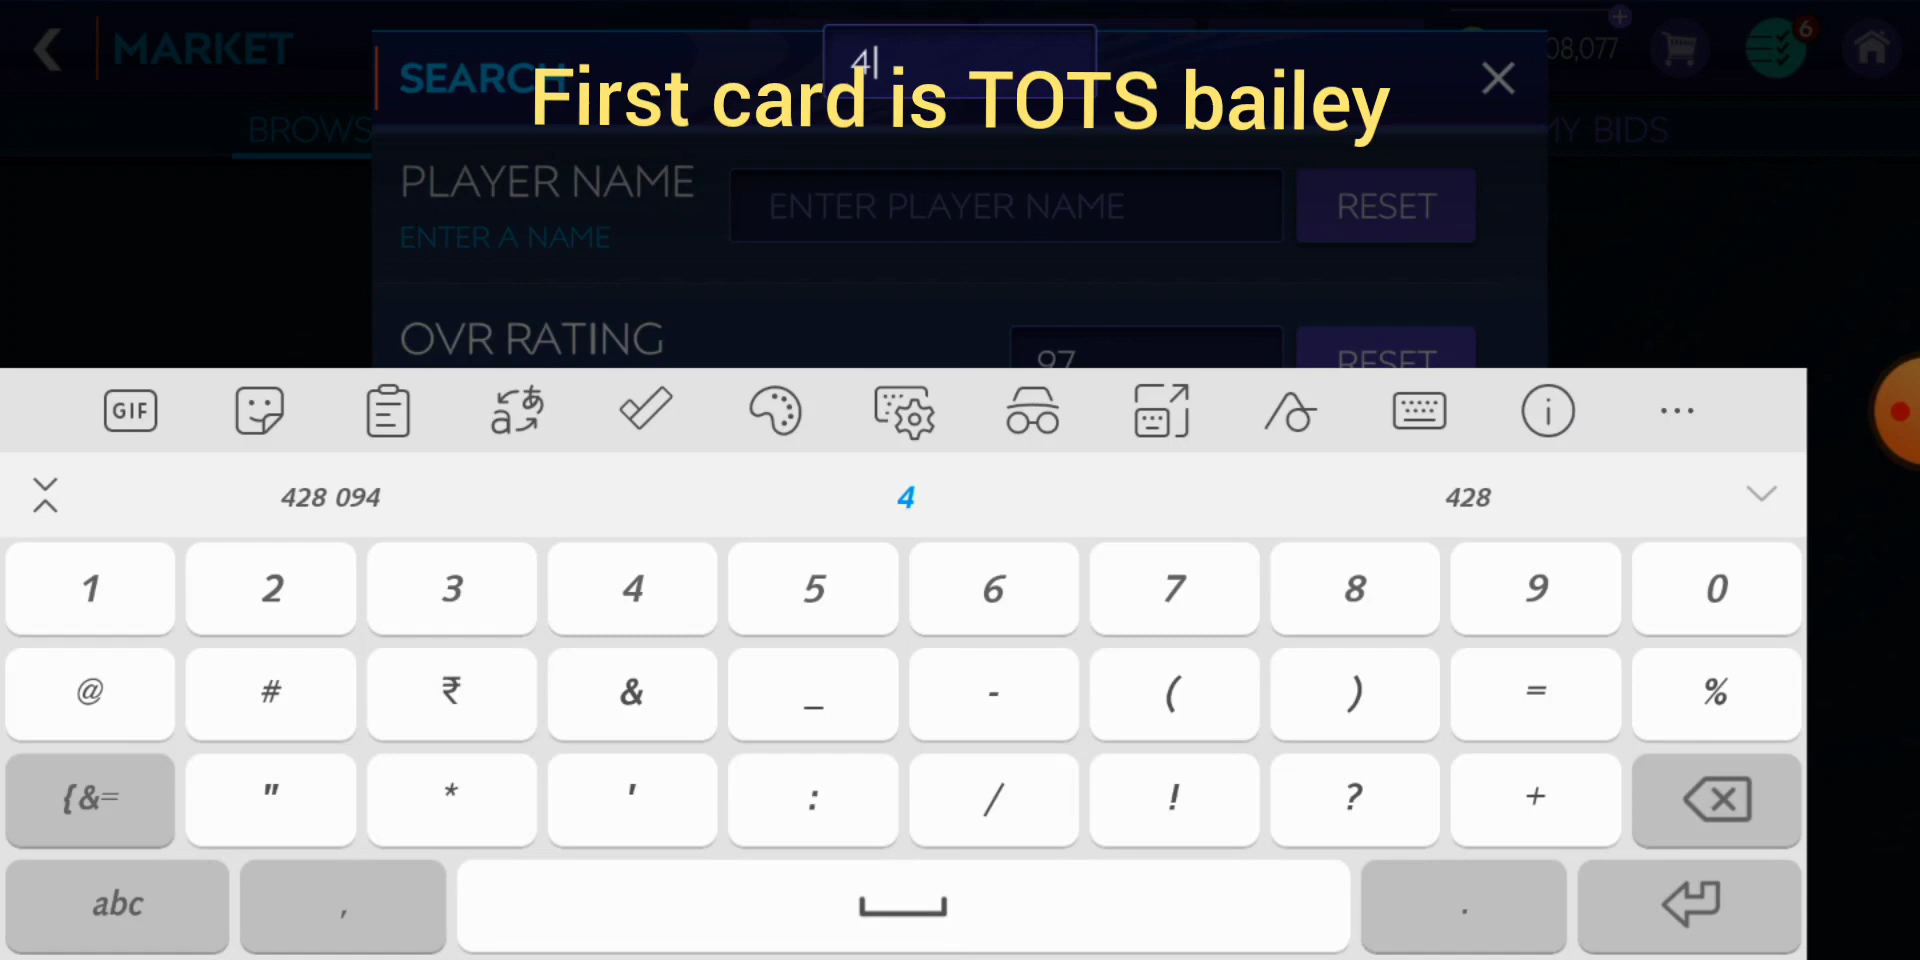 MARKET
SEARCH
4
First card is TOTS bailey
08,077
6
BROWS
MY BIDS
PLAYER NAME
ENTER A NAME
ENTER PLAYER NAME
RESET
OVR RATING
97
RESET
GIF
428 094
4
428
1 2 3 4 5 6 7 8 9 0
@ # ₹ & _ - ( ) = %
{&= " * ' : / ! ? +
abc , .